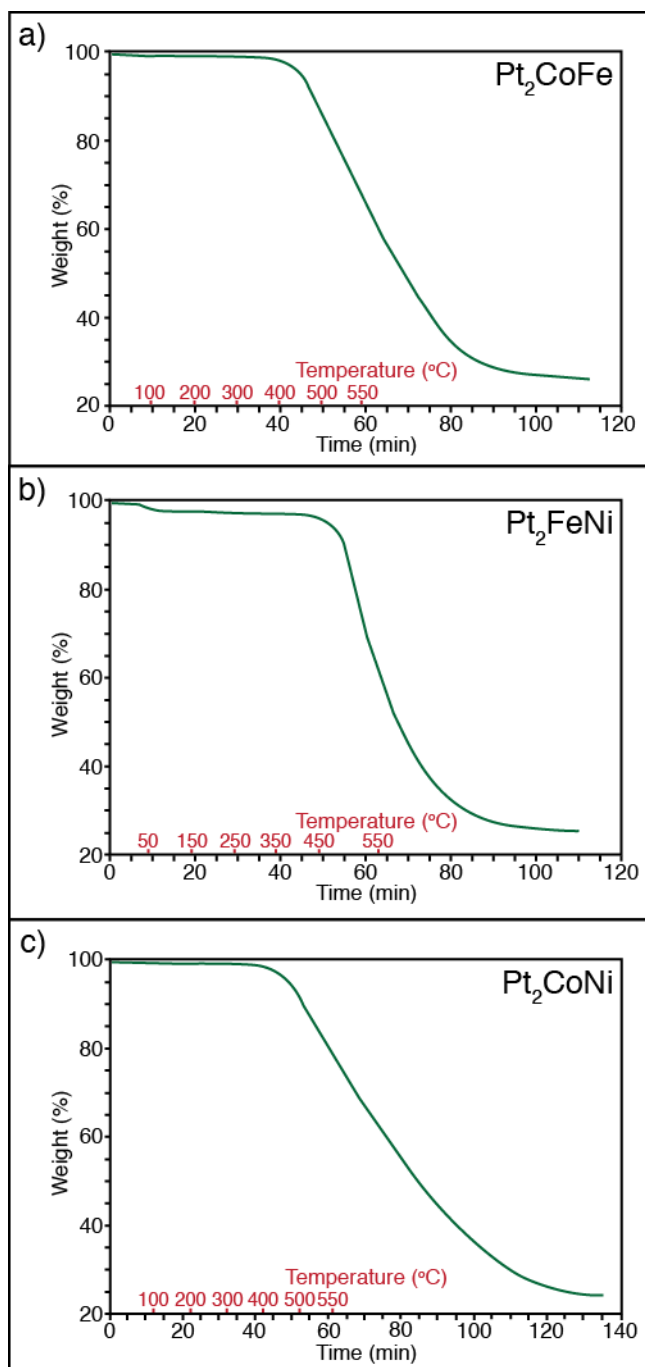 a)
Pt₂CoFe
100
80
60
40
20
Weight (%)
Temperature (°C)
100 200 300 400 500 550
0 20 40 60 80 100 120
Time (min)
b)
Pt₂FeNi
100
80
60
40
20
Weight (%)
Temperature (°C)
50 150 250 350 450 550
0 20 40 60 80 100 120
Time (min)
c)
Pt₂CoNi
100
80
60
40
20
Weight (%)
Temperature (°C)
100 200 300 400 500 550
0 20 40 60 80 100 120 130 140
Time (min)